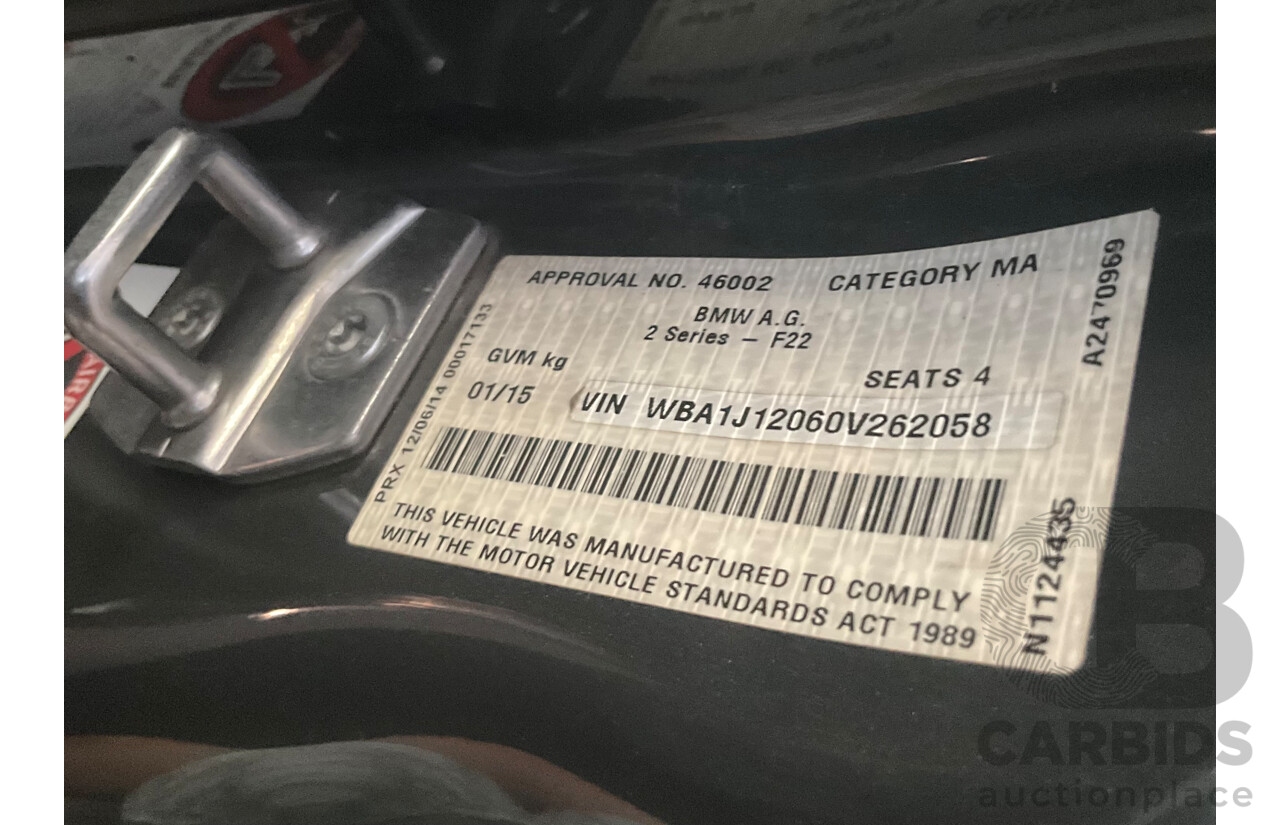 APPROVAL NO. 46002 CATEGORY MA
BMW A.G.
2 Series – F22
GVM kg
SEATS 4
01/15
VIN WBA1J12060V262058
THIS VEHICLE WAS MANUFACTURED TO COMPLY
WITH THE MOTOR VEHICLE STANDARDS ACT 1989
PRX 12/06/14 00017133
A2470969
N1124435
CARBIDS
auctionplace